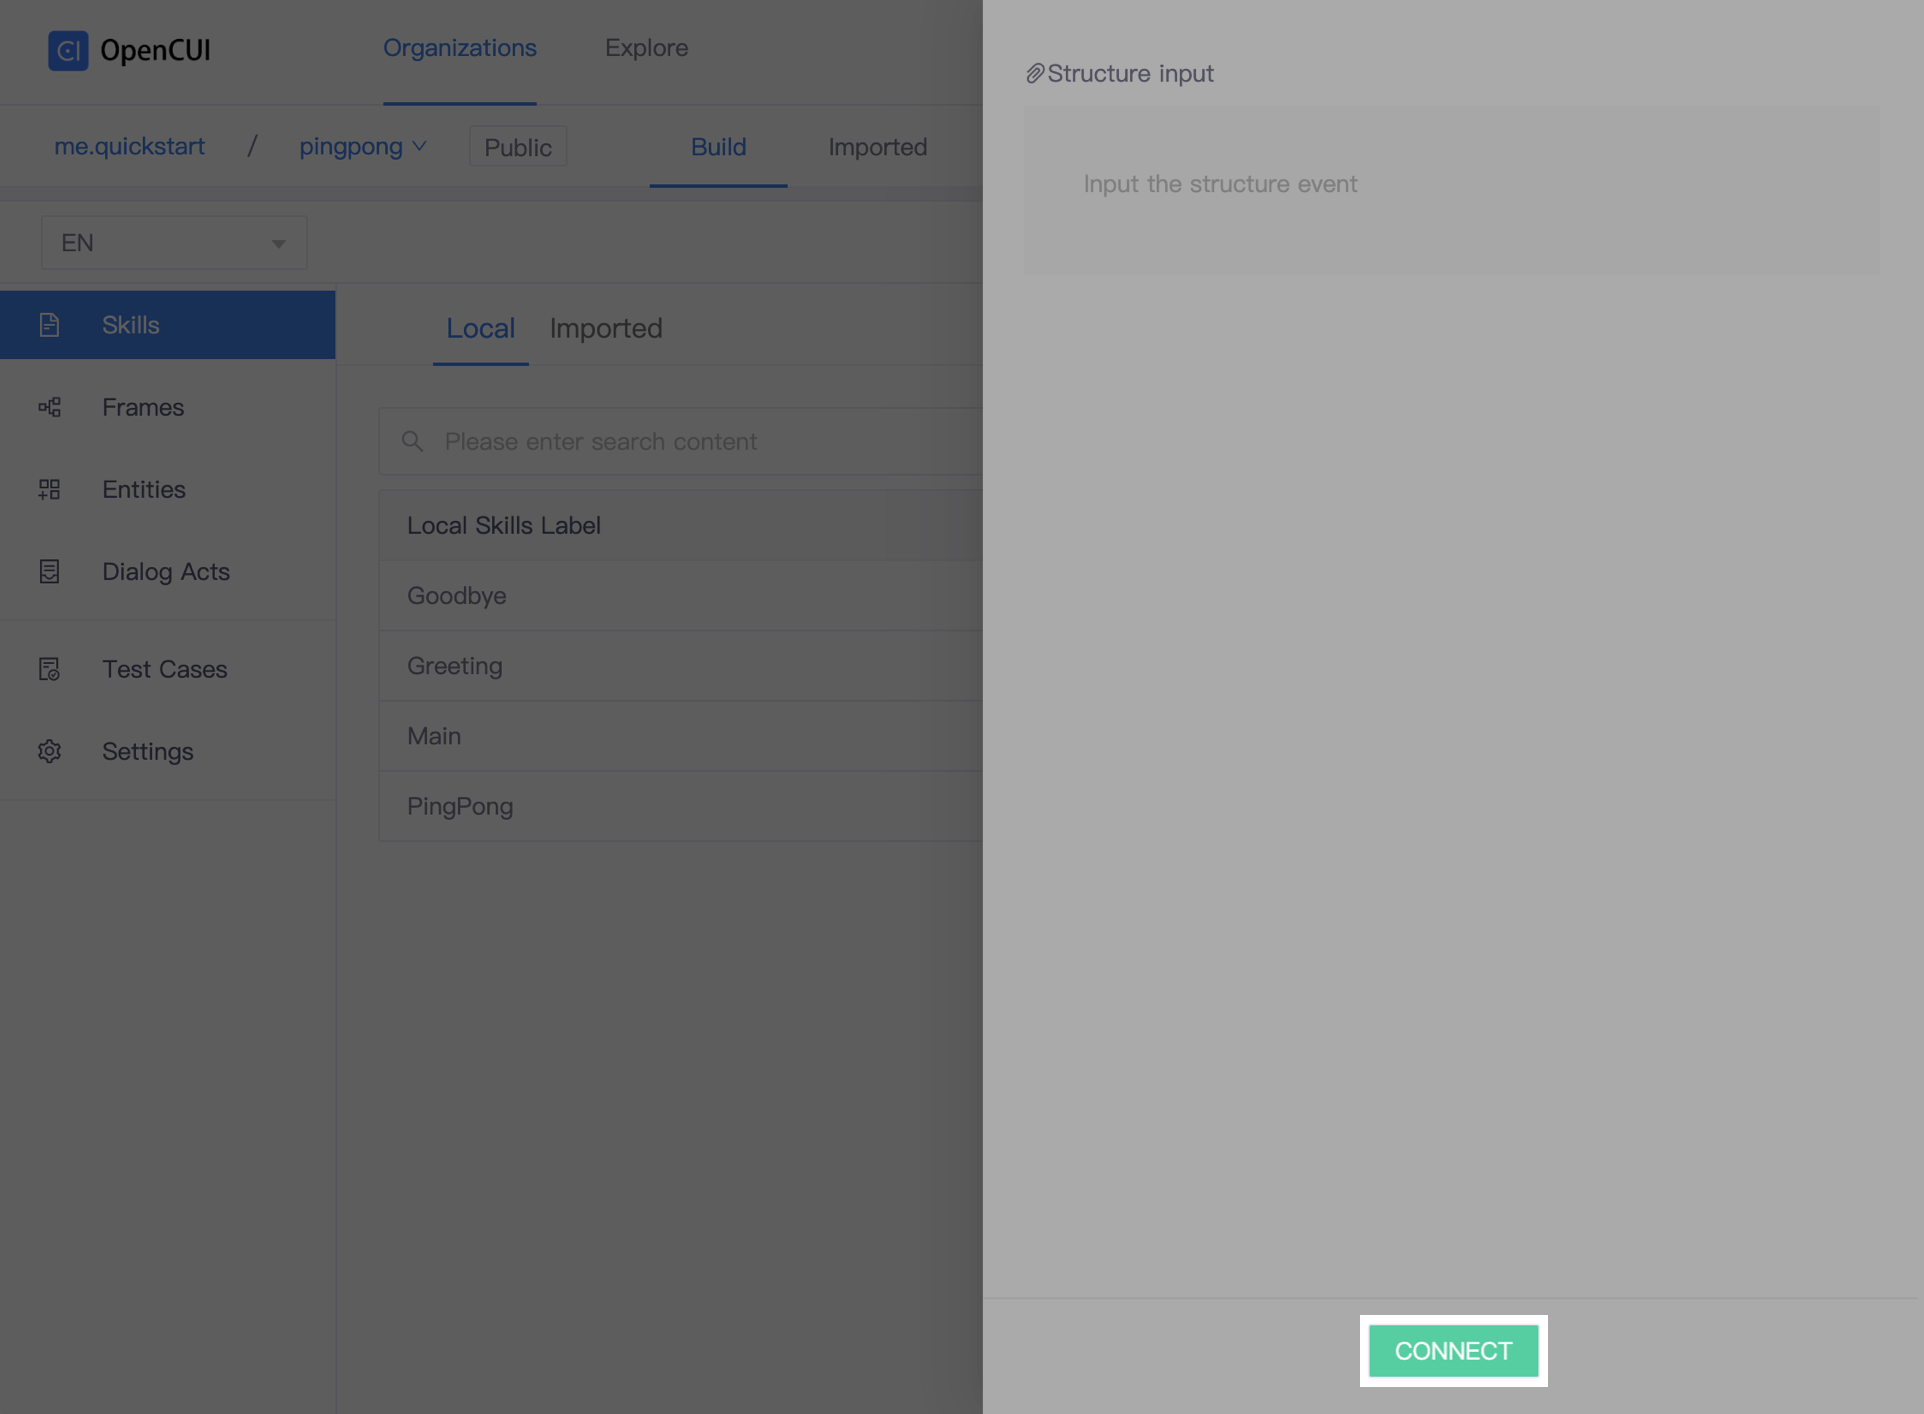 OpenCUI
Organizations
Explore
me.quickstart / pingpong
Public
Build
Imported
EN
Skills
Frames
Entities
Dialog Acts
Test Cases
Settings
Local
Imported
Please enter search content
Local Skills Label
Goodbye
Greeting
Main
PingPong
Structure input
Input the structure event
CONNECT